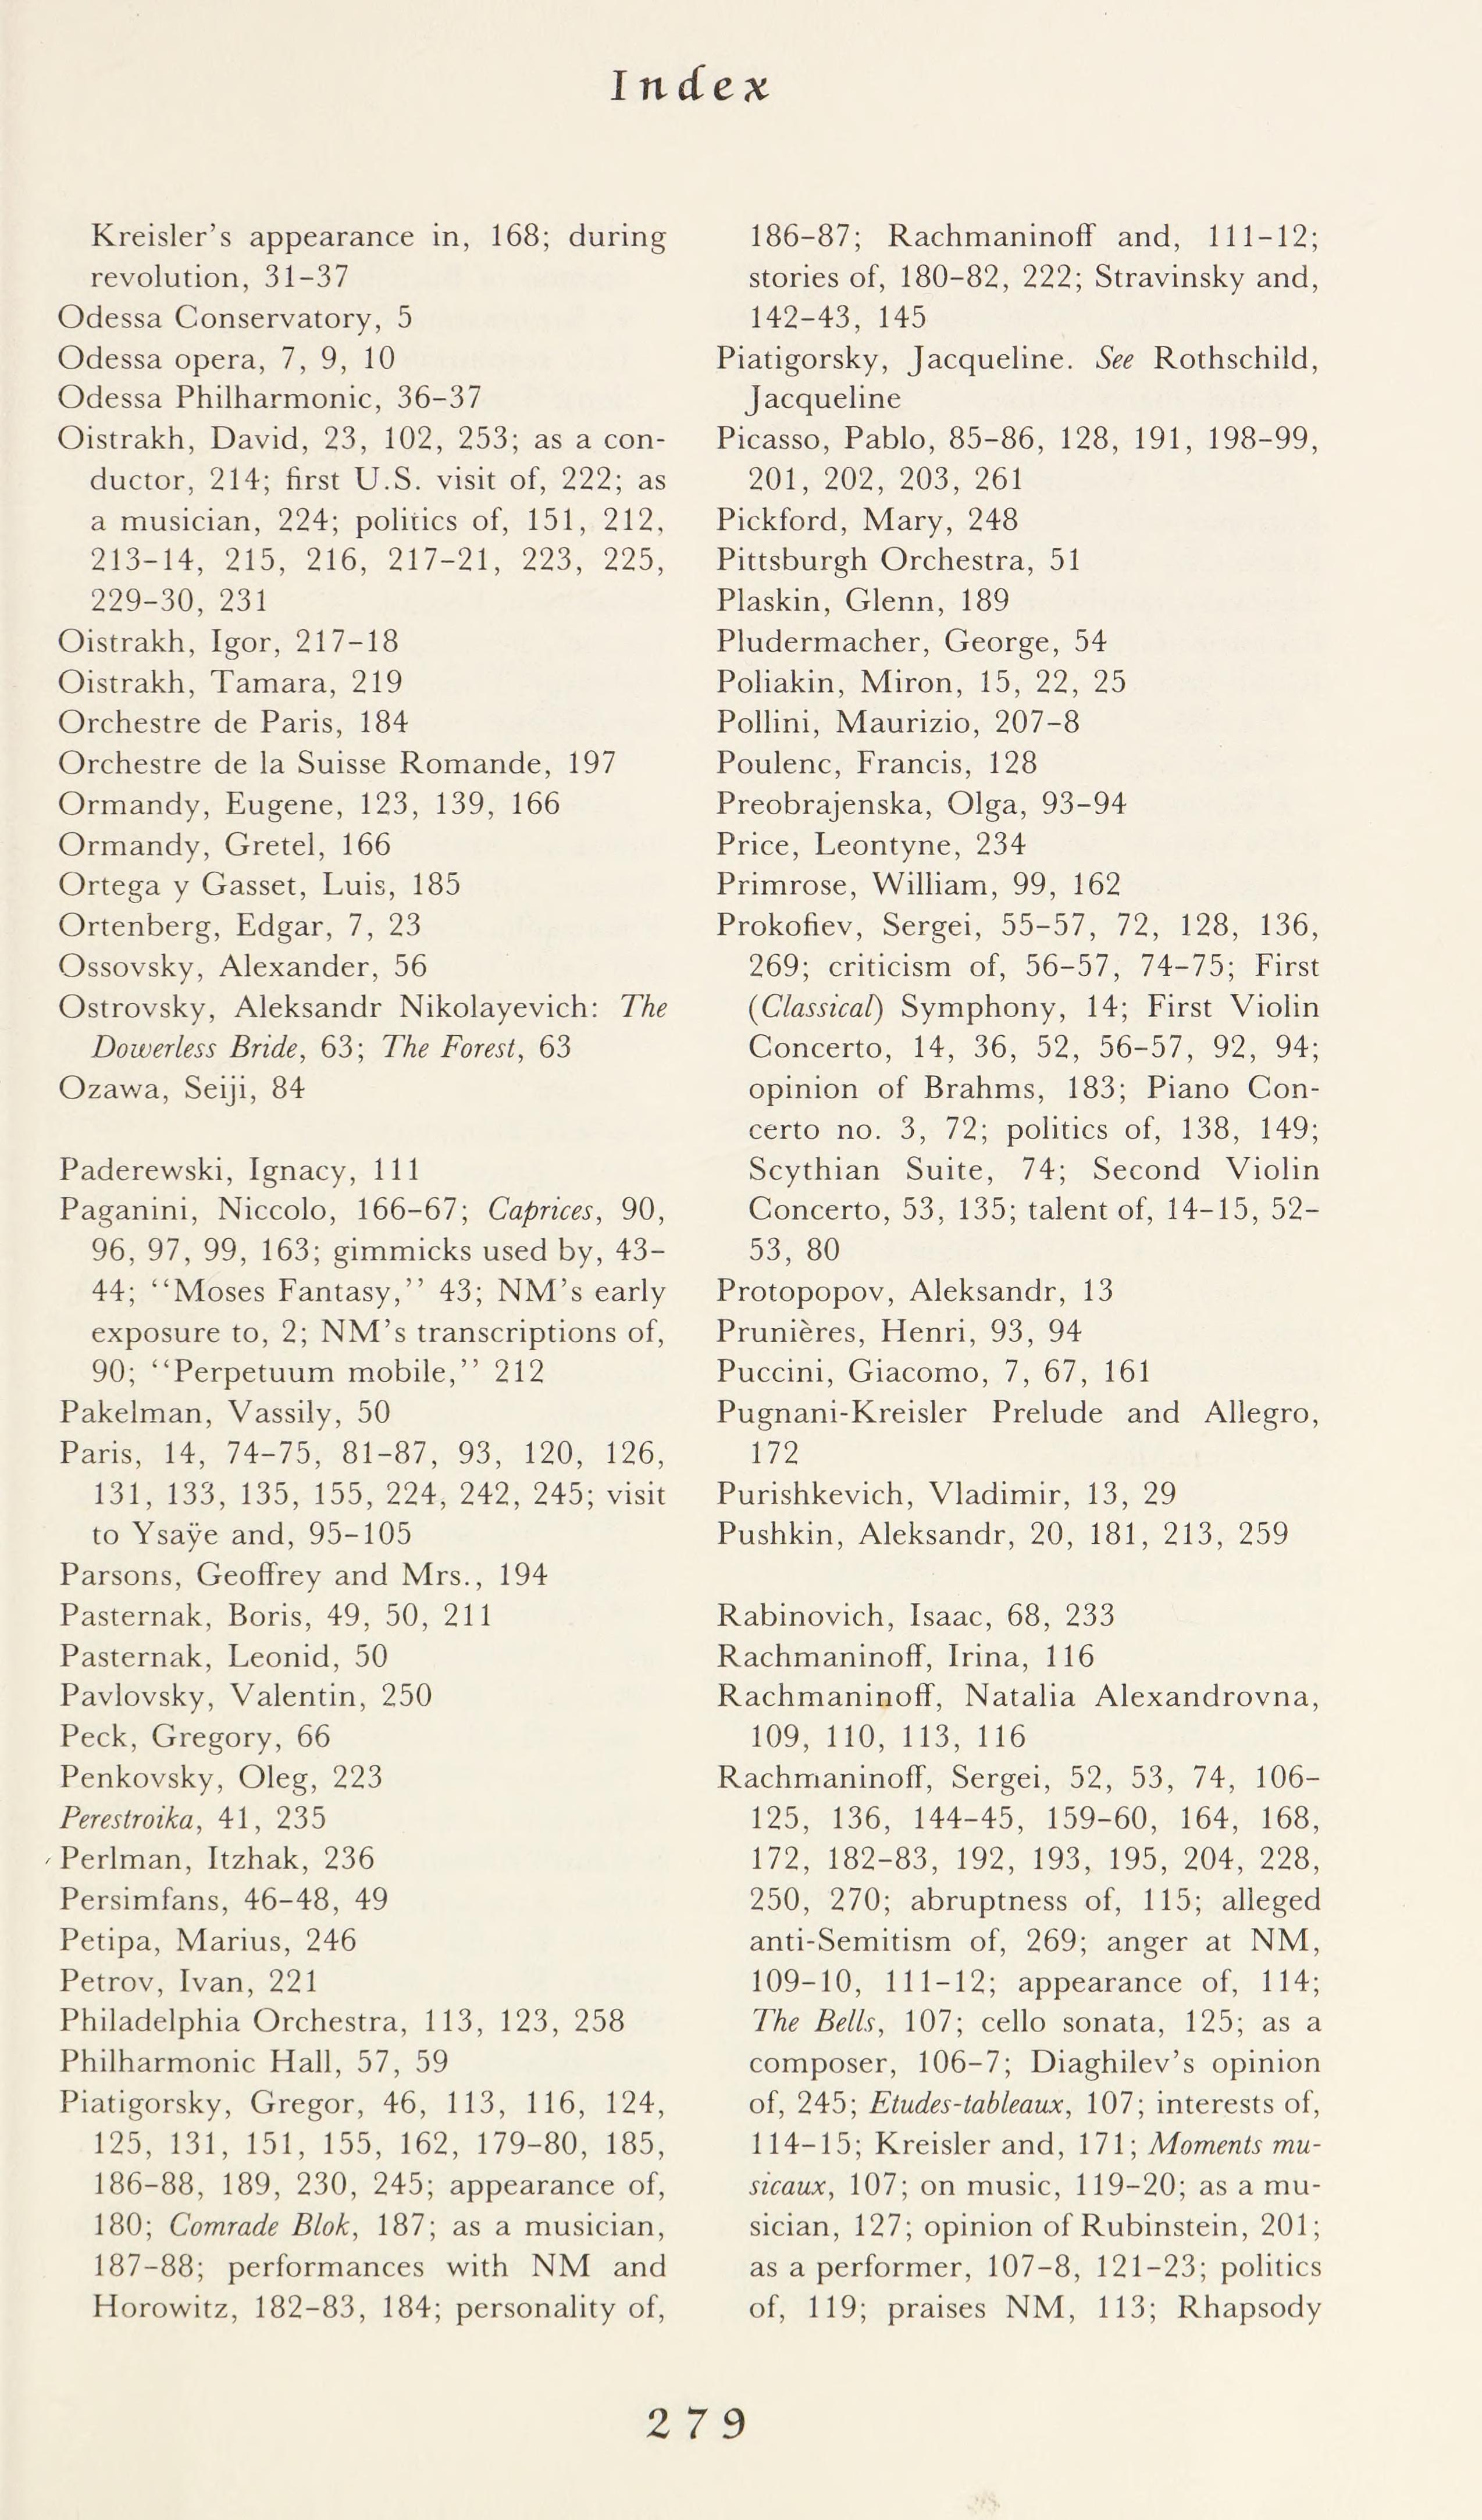 Index
Kreisler's appearance in, 168; during
revolution, 31–37
Odessa Conservatory, 5
Odessa opera, 7, 9, 10
Odessa Philharmonic, 36–37
Oistrakh, David, 23, 102, 253; as a con-
ductor, 214; first U.S. visit of, 222; as
a musician, 224; politics of, 151, 212,
213–14, 215, 216, 217–21, 223, 225,
229–30, 231
Oistrakh, Igor, 217–18
Oistrakh, Tamara, 219
Orchestre de Paris, 184
Orchestre de la Suisse Romande, 197
Ormandy, Eugene, 123, 139, 166
Ormandy, Gretel, 166
Ortega y Gasset, Luis, 185
Ortenberg, Edgar, 7, 23
Ossovsky, Alexander, 56
Ostrovsky, Aleksandr Nikolayevich: The
Dowerless Bride, 63; The Forest, 63
Ozawa, Seiji, 84
Paderewski, Ignacy, 111
Paganini, Niccolo, 166–67; Caprices, 90,
96, 97, 99, 163; gimmicks used by, 43–
44; ‘‘Moses Fantasy,’’ 43; NM's early
exposure to, 2; NM's transcriptions of,
90; ‘‘Perpetuum mobile,’’ 212
Pakelman, Vassily, 50
Paris, 14, 74–75, 81–87, 93, 120, 126,
131, 133, 135, 155, 224, 242, 245; visit
to Ysaÿe and, 95–105
Parsons, Geoffrey and Mrs., 194
Pasternak, Boris, 49, 50, 211
Pasternak, Leonid, 50
Pavlovsky, Valentin, 250
Peck, Gregory, 66
Penkovsky, Oleg, 223
Perestroika, 41, 235
Perlman, Itzhak, 236
Persimfans, 46–48, 49
Petipa, Marius, 246
Petrov, Ivan, 221
Philadelphia Orchestra, 113, 123, 258
Philharmonic Hall, 57, 59
Piatigorsky, Gregor, 46, 113, 116, 124,
125, 131, 151, 155, 162, 179–80, 185,
186–88, 189, 230, 245; appearance of,
180; Comrade Blok, 187; as a musician,
187–88; performances with NM and
Horowitz, 182–83, 184; personality of,
186–87; Rachmaninoff and, 111–12;
stories of, 180–82, 222; Stravinsky and,
142–43, 145
Piatigorsky, Jacqueline. See Rothschild,
Jacqueline
Picasso, Pablo, 85–86, 128, 191, 198–99,
201, 202, 203, 261
Pickford, Mary, 248
Pittsburgh Orchestra, 51
Plaskin, Glenn, 189
Pludermacher, George, 54
Poliakin, Miron, 15, 22, 25
Pollini, Maurizio, 207–8
Poulenc, Francis, 128
Preobrajenska, Olga, 93–94
Price, Leontyne, 234
Primrose, William, 99, 162
Prokofiev, Sergei, 55–57, 72, 128, 136,
269; criticism of, 56–57, 74–75; First
(Classical) Symphony, 14; First Violin
Concerto, 14, 36, 52, 56–57, 92, 94;
opinion of Brahms, 183; Piano Con-
certo no. 3, 72; politics of, 138, 149;
Scythian Suite, 74; Second Violin
Concerto, 53, 135; talent of, 14–15, 52–
53, 80
Protopopov, Aleksandr, 13
Prunières, Henri, 93, 94
Puccini, Giacomo, 7, 67, 161
Pugnani-Kreisler Prelude and Allegro,
172
Purishkevich, Vladimir, 13, 29
Pushkin, Aleksandr, 20, 181, 213, 259
Rabinovich, Isaac, 68, 233
Rachmaninoff, Irina, 116
Rachmaninoff, Natalia Alexandrovna,
109, 110, 113, 116
Rachmaninoff, Sergei, 52, 53, 74, 106–
125, 136, 144–45, 159–60, 164, 168,
172, 182–83, 192, 193, 195, 204, 228,
250, 270; abruptness of, 115; alleged
anti-Semitism of, 269; anger at NM,
109–10, 111–12; appearance of, 114;
The Bells, 107; cello sonata, 125; as a
composer, 106–7; Diaghilev's opinion
of, 245; Etudes-tableaux, 107; interests of,
114–15; Kreisler and, 171; Moments mu-
sicaux, 107; on music, 119–20; as a mu-
sician, 127; opinion of Rubinstein, 201;
as a performer, 107–8, 121–23; politics
of, 119; praises NM, 113; Rhapsody
279